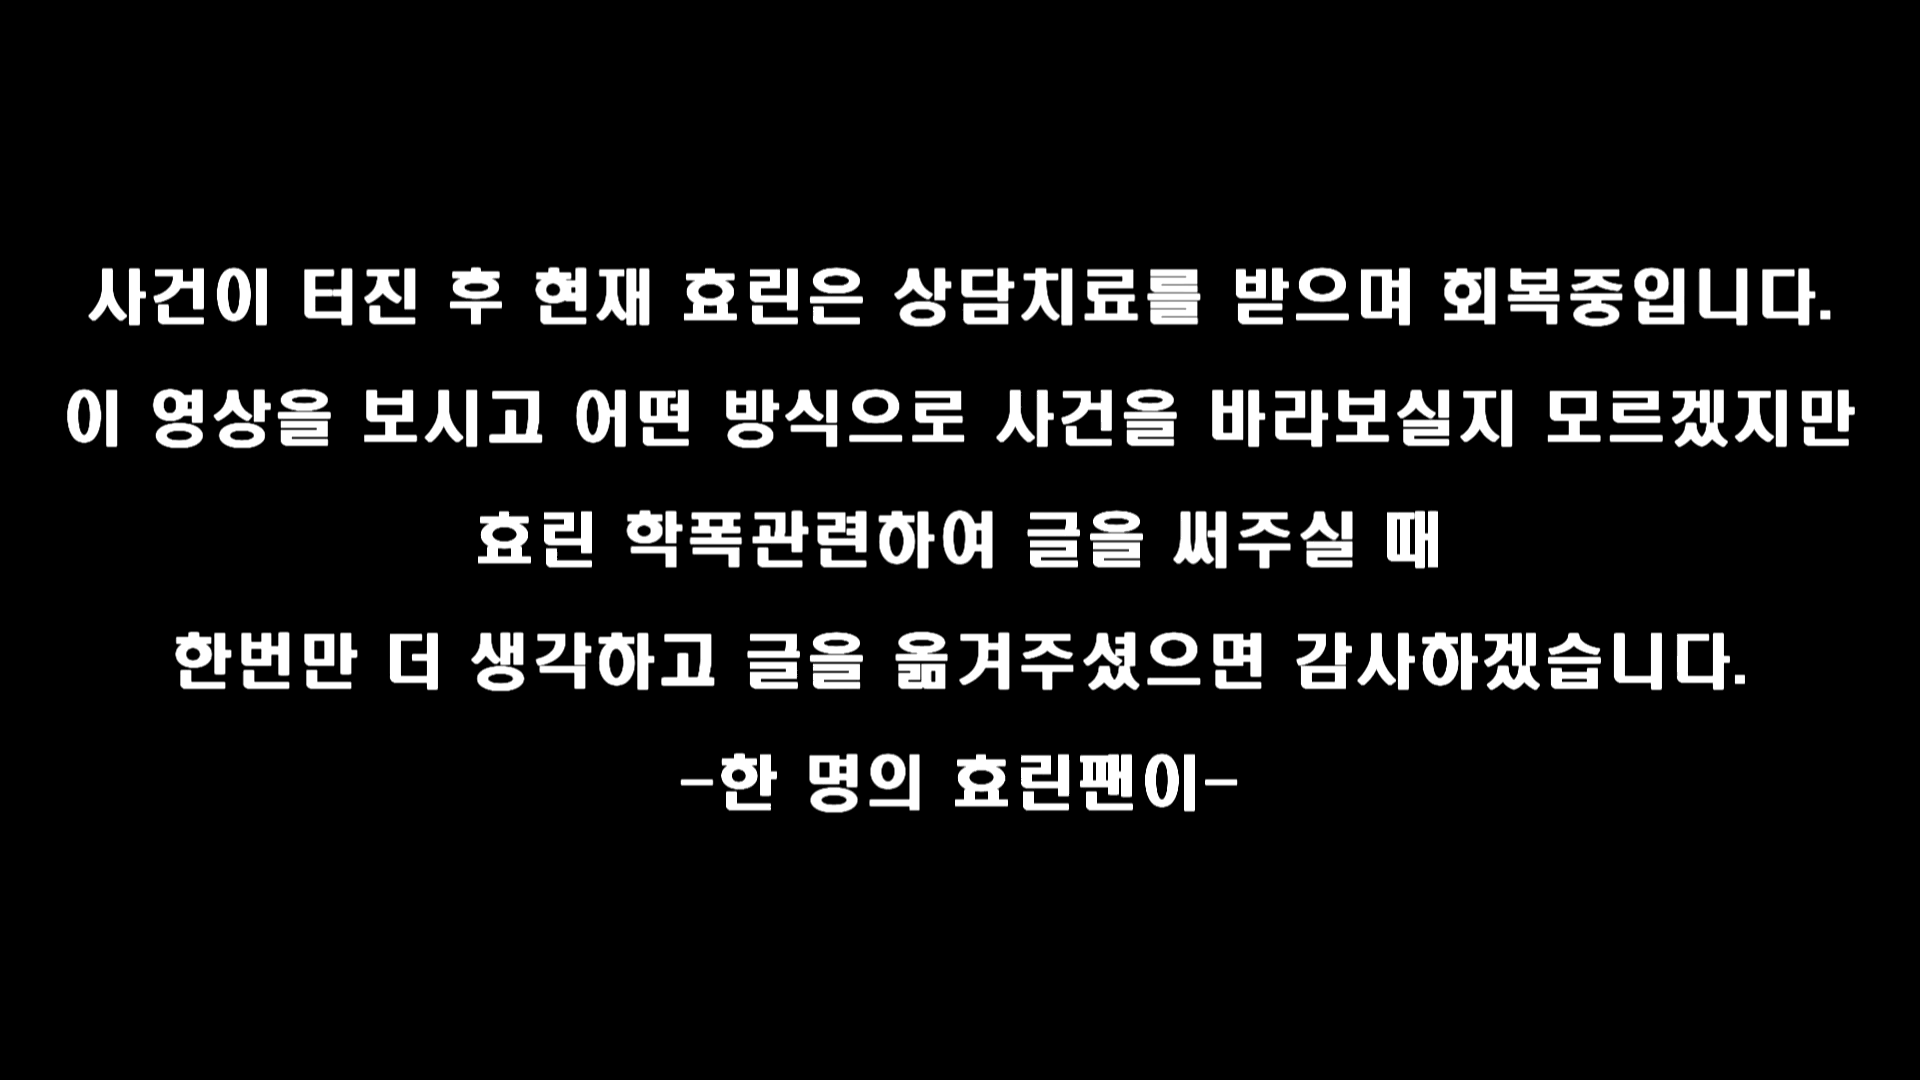 사건이 터진 후 현재 효린은 상담치료를 받으며 회복중입니다.
이 영상을 보시고 어떤 방식으로 사건을 바라보실지 모르겠지만
효린 학폭관련하여 글을 써주실 때
한번만 더 생각하고 글을 옮겨주셨으면 감사하겠습니다.
-한 명의 효린팬이-